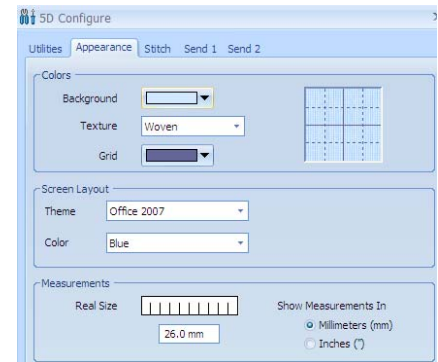 5D Configure
Utilities Appearance Stitch Send 1 Send 2
Colors
Background
Texture Woven
Grid
Screen Layout
Theme Office 2007
Color Blue
Measurements
Real Size Show Measurements In
26.0 mm Millimeters (mm)
Inches (")